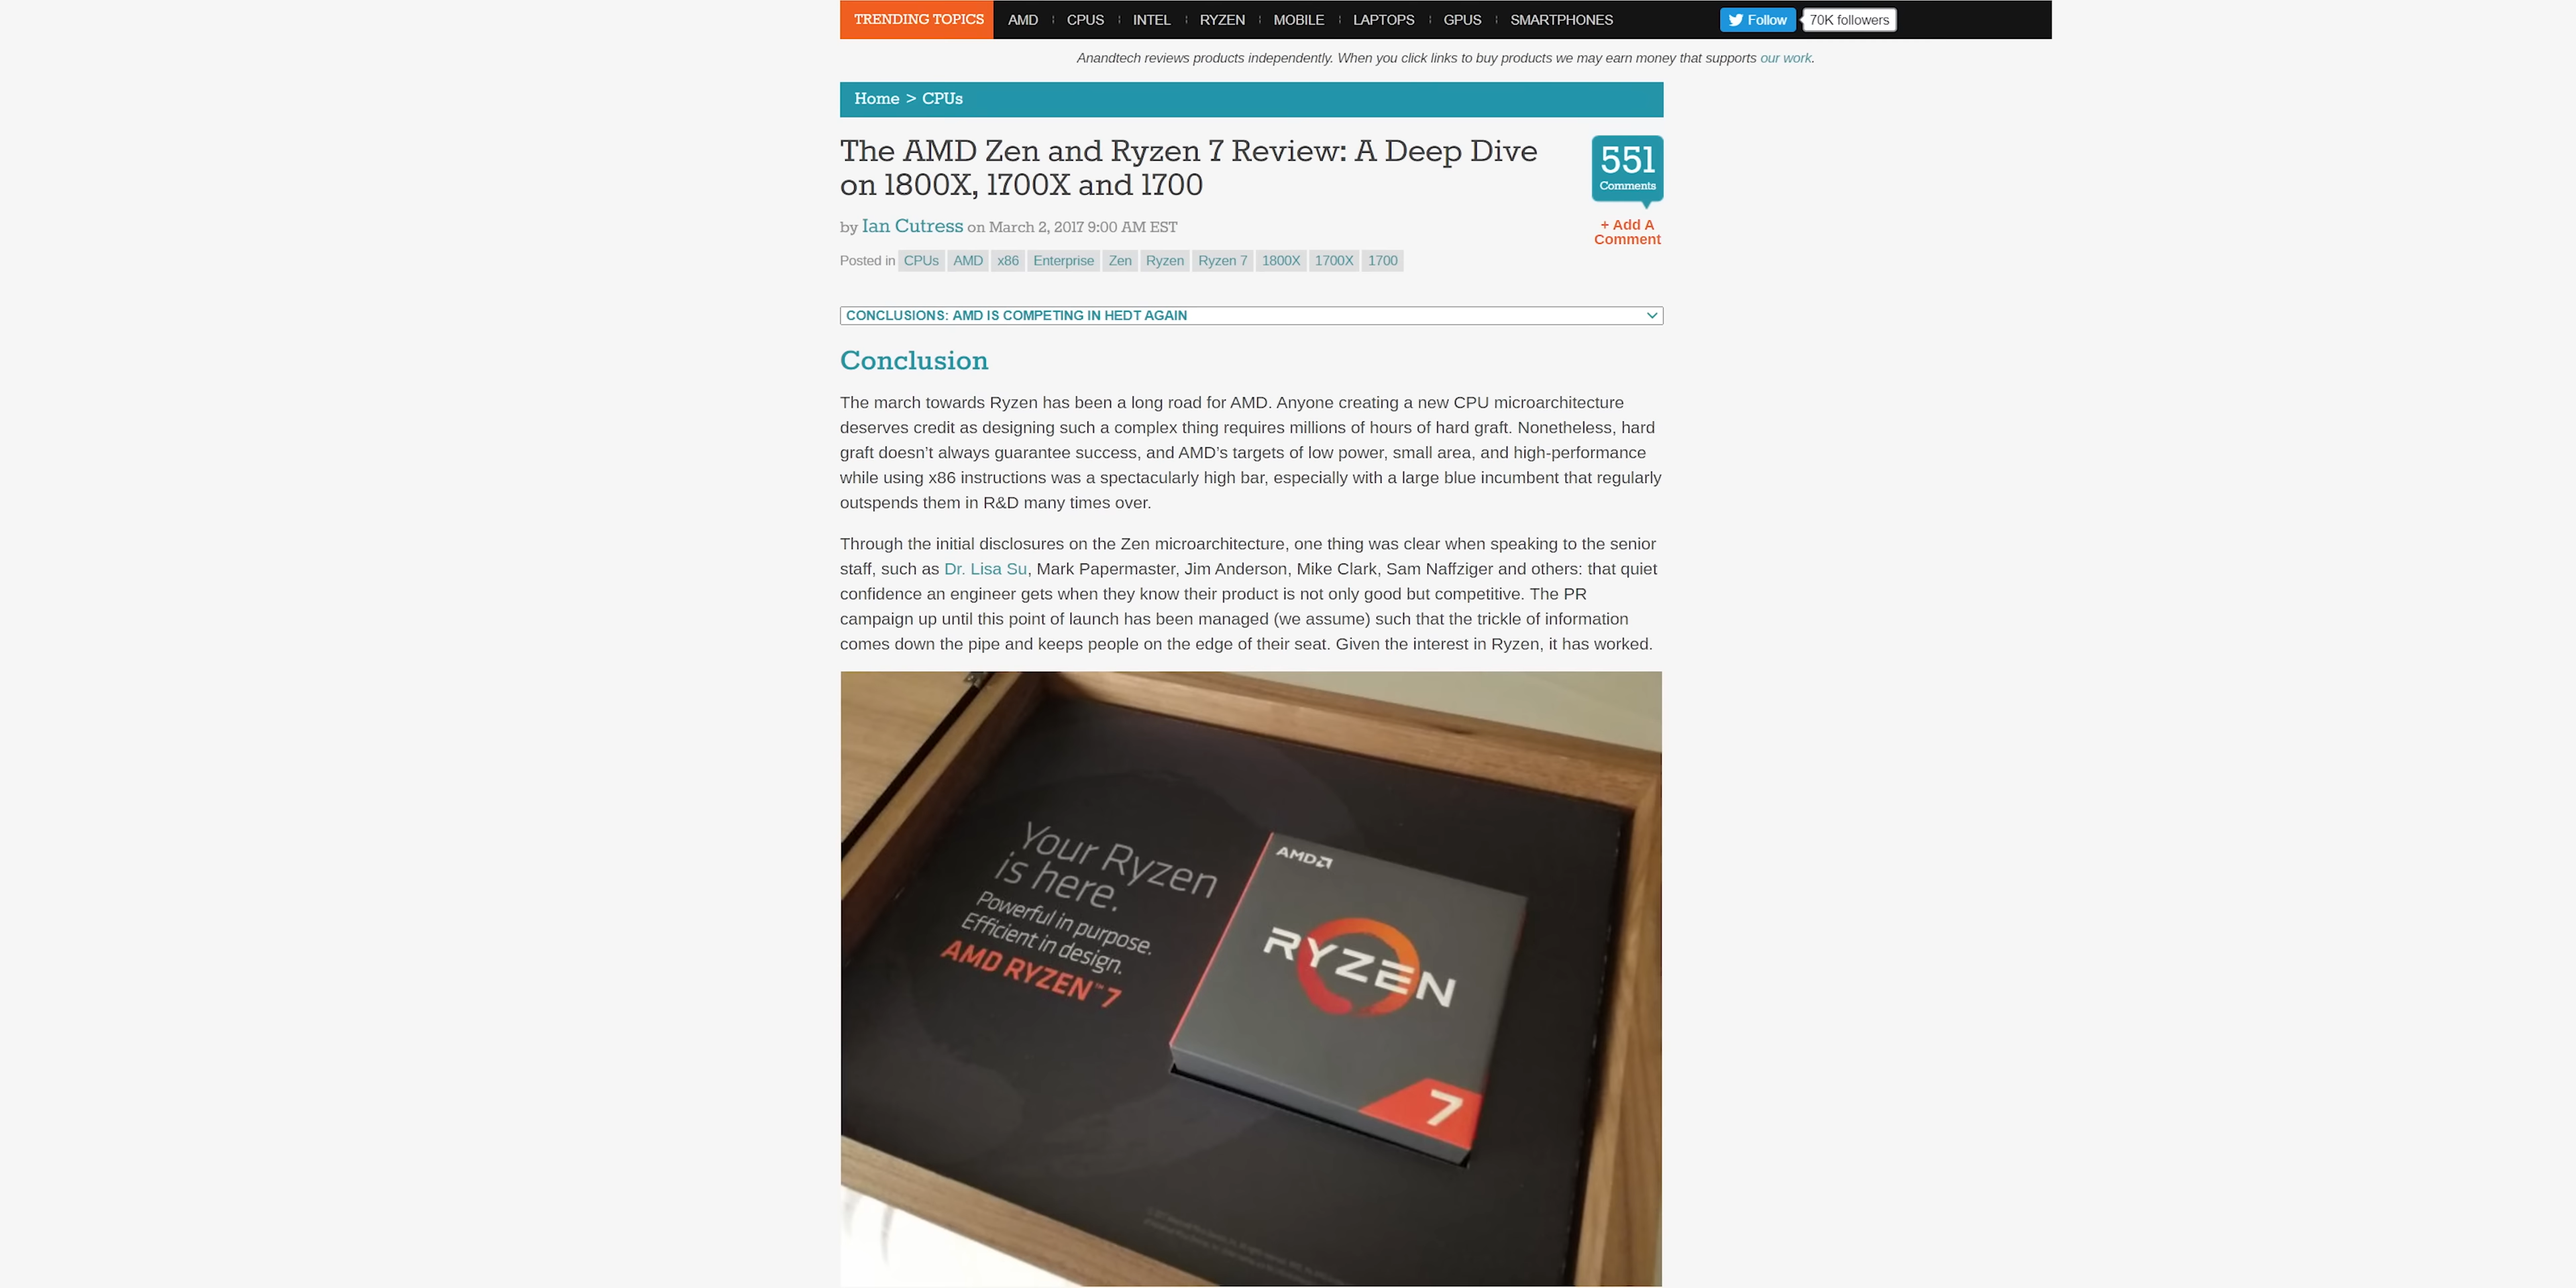 TRENDING TOPICS AMD CPUS INTEL RYZEN MOBILE LAPTOPS GPUS SMARTPHONES Follow 70K followers
Anandtech reviews products independently. When you click links to buy products we may earn money that supports our work.
Home > CPUs
The AMD Zen and Ryzen 7 Review: A Deep Dive
on 1800X, 1700X and 1700
551
Comments
by Ian Cutress on March 2, 2017 9:00 AM EST
+ Add A
Comment
Posted in CPUs AMD x86 Enterprise Zen Ryzen Ryzen 7 1800X 1700X 1700
CONCLUSIONS: AMD IS COMPETING IN HEDT AGAIN
Conclusion
The march towards Ryzen has been a long road for AMD. Anyone creating a new CPU microarchitecture
deserves credit as designing such a complex thing requires millions of hours of hard graft. Nonetheless, hard
graft doesn’t always guarantee success, and AMD’s targets of low power, small area, and high-performance
while using x86 instructions was a spectacularly high bar, especially with a large blue incumbent that regularly
outspends them in R&D many times over.
Through the initial disclosures on the Zen microarchitecture, one thing was clear when speaking to the senior
staff, such as Dr. Lisa Su, Mark Papermaster, Jim Anderson, Mike Clark, Sam Naffziger and others: that quiet
confidence an engineer gets when they know their product is not only good but competitive. The PR
campaign up until this point of launch has been managed (we assume) such that the trickle of information
comes down the pipe and keeps people on the edge of their seat. Given the interest in Ryzen, it has worked.
Your Ryzen
is here.
Powerful in purpose.
Efficient in design.
AMD RYZEN™ 7
AMD
RYZEN
7